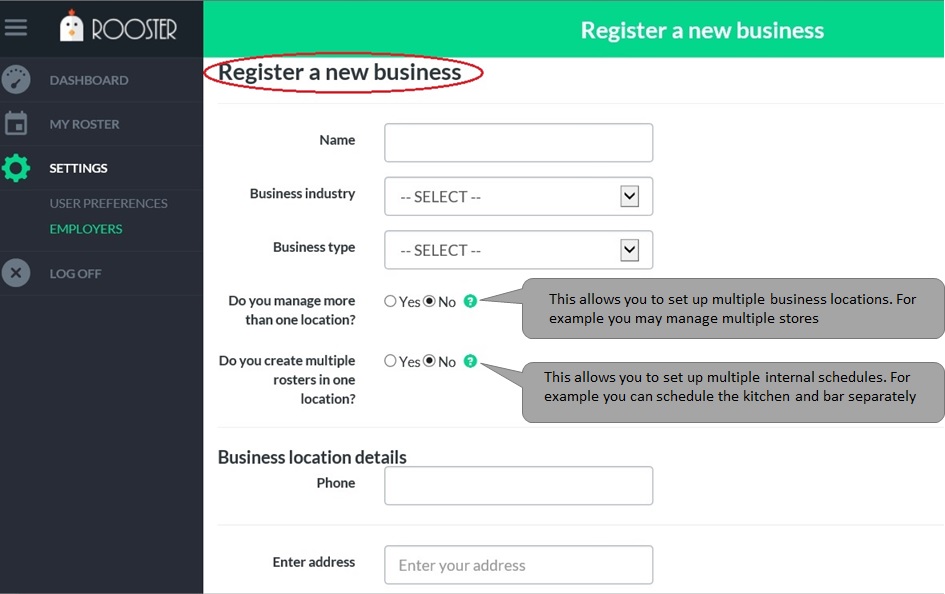 ROOSTER
Register a new business
DASHBOARD
MY ROSTER
SETTINGS
USER PREFERENCES
EMPLOYERS
LOG OFF
Register a new business
Name
Business industry
-- SELECT --
Business type
-- SELECT --
Do you manage more
than one location?
Yes No ?
This allows you to set up multiple business locations. For
example you may manage multiple stores
Do you create multiple
rosters in one
location?
Yes No ?
This allows you to set up multiple internal schedules. For
example you can schedule the kitchen and bar separately
Business location details
Phone
Enter address
Enter your address